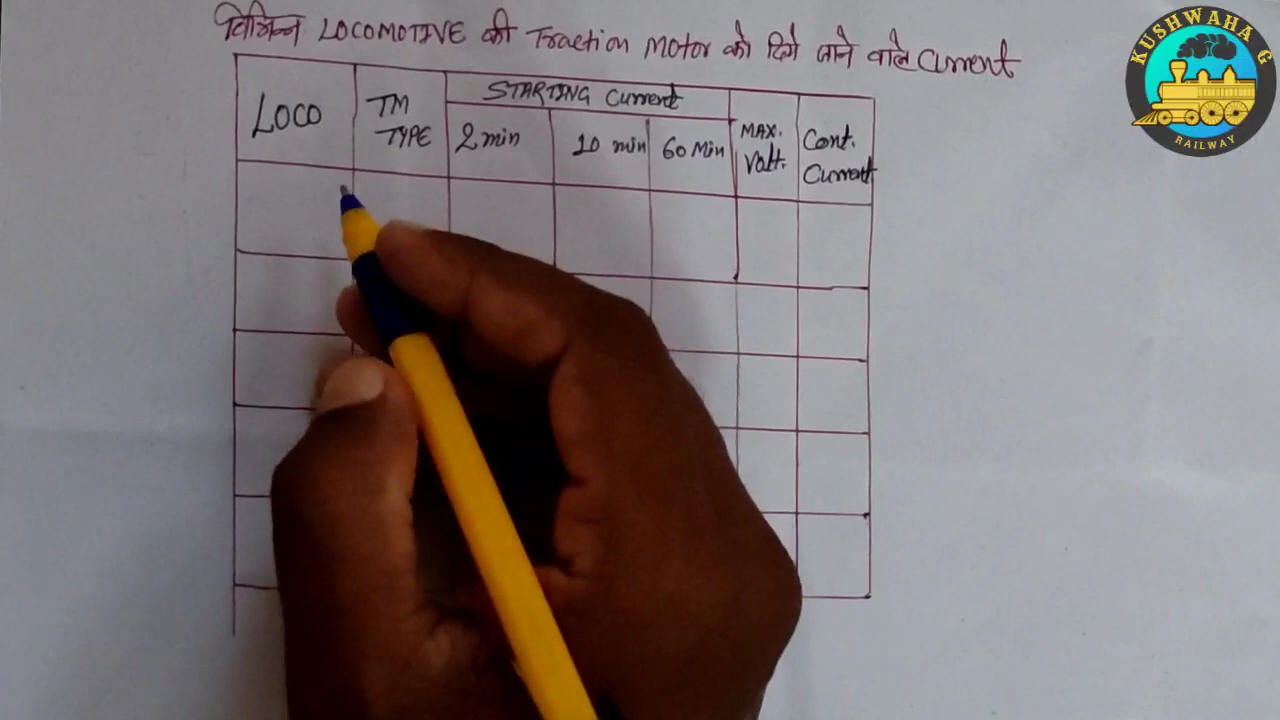 विभिन्न LOCOMOTIVE की Traction Motor को दिये जाने वाले Current
LOCO
TM
TYPE
STARTING Current
2 min
10 min
60 Min
MAX.
Volt.
Cont.
Current
KUSHWAHA G
RAILWAY